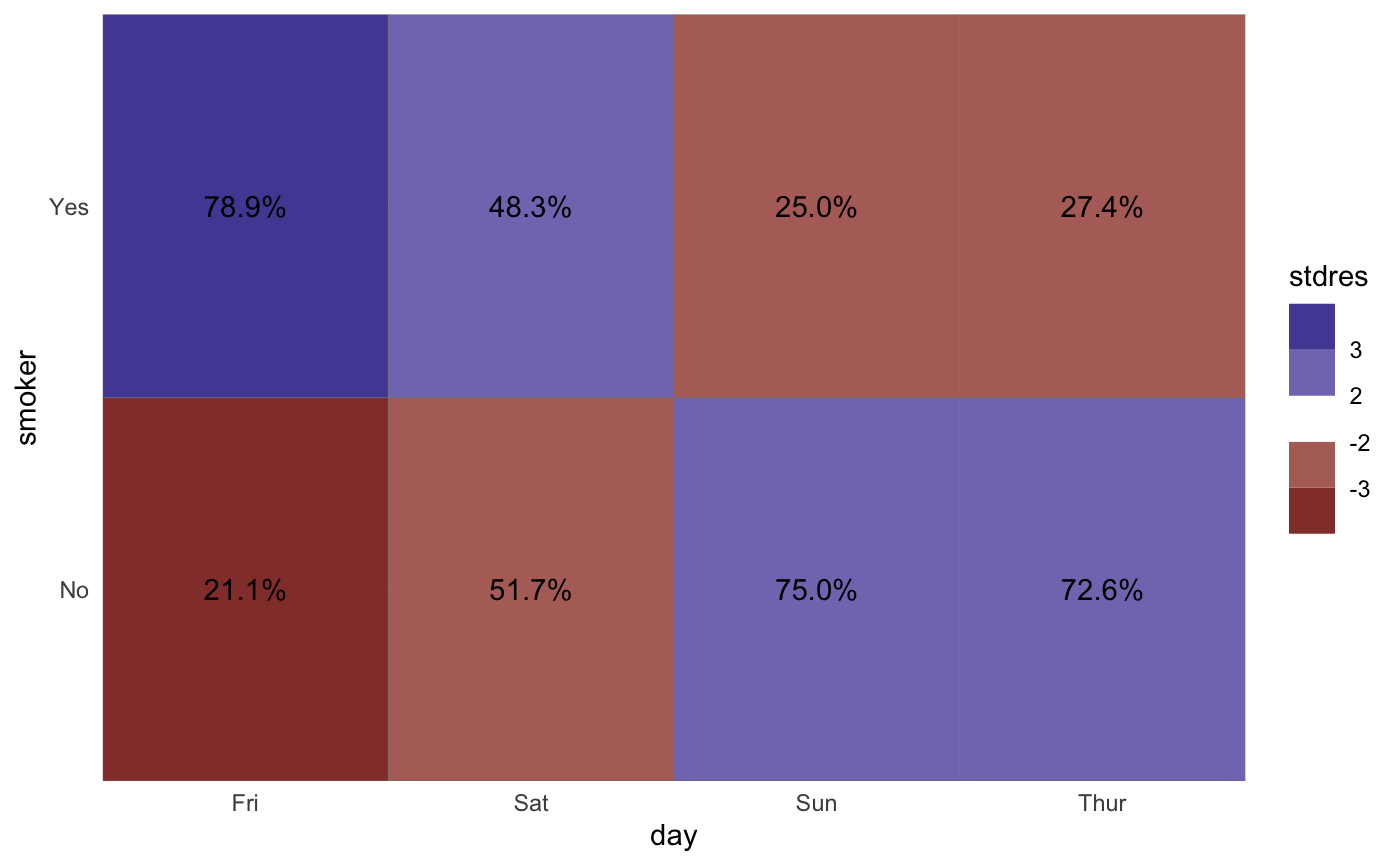 Yes 78.9% 48.3% 25.0% 27.4%
smoker
No 21.1% 51.7% 75.0% 72.6%
Fri Sat Sun Thur
day
stdres
3
2
-2
-3